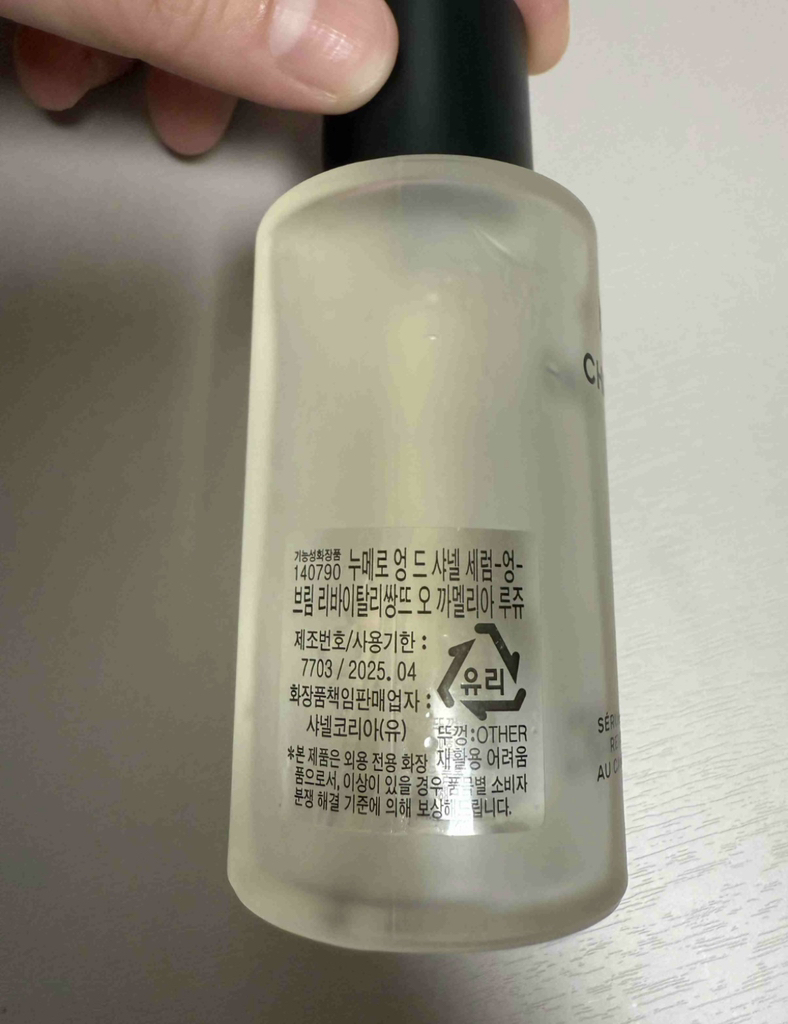 CH
기능성화장품
140790 누메로 엉 드 샤넬 세럼-엉-
브림 리바이탈리쌍뜨 오 까멜리아 루쥬
제조번호/사용기한 :
7703 / 2025. 04
화장품책임판매업자 :
샤넬코리아(유)
유리
뚜껑:OTHER
재활용 어려움
*본 제품은 외용 전용 화장
품으로서, 이상이 있을 경우 품목별 소비자
분쟁 해결 기준에 의해 보상해드립니다.
SÉR
RE
AU C